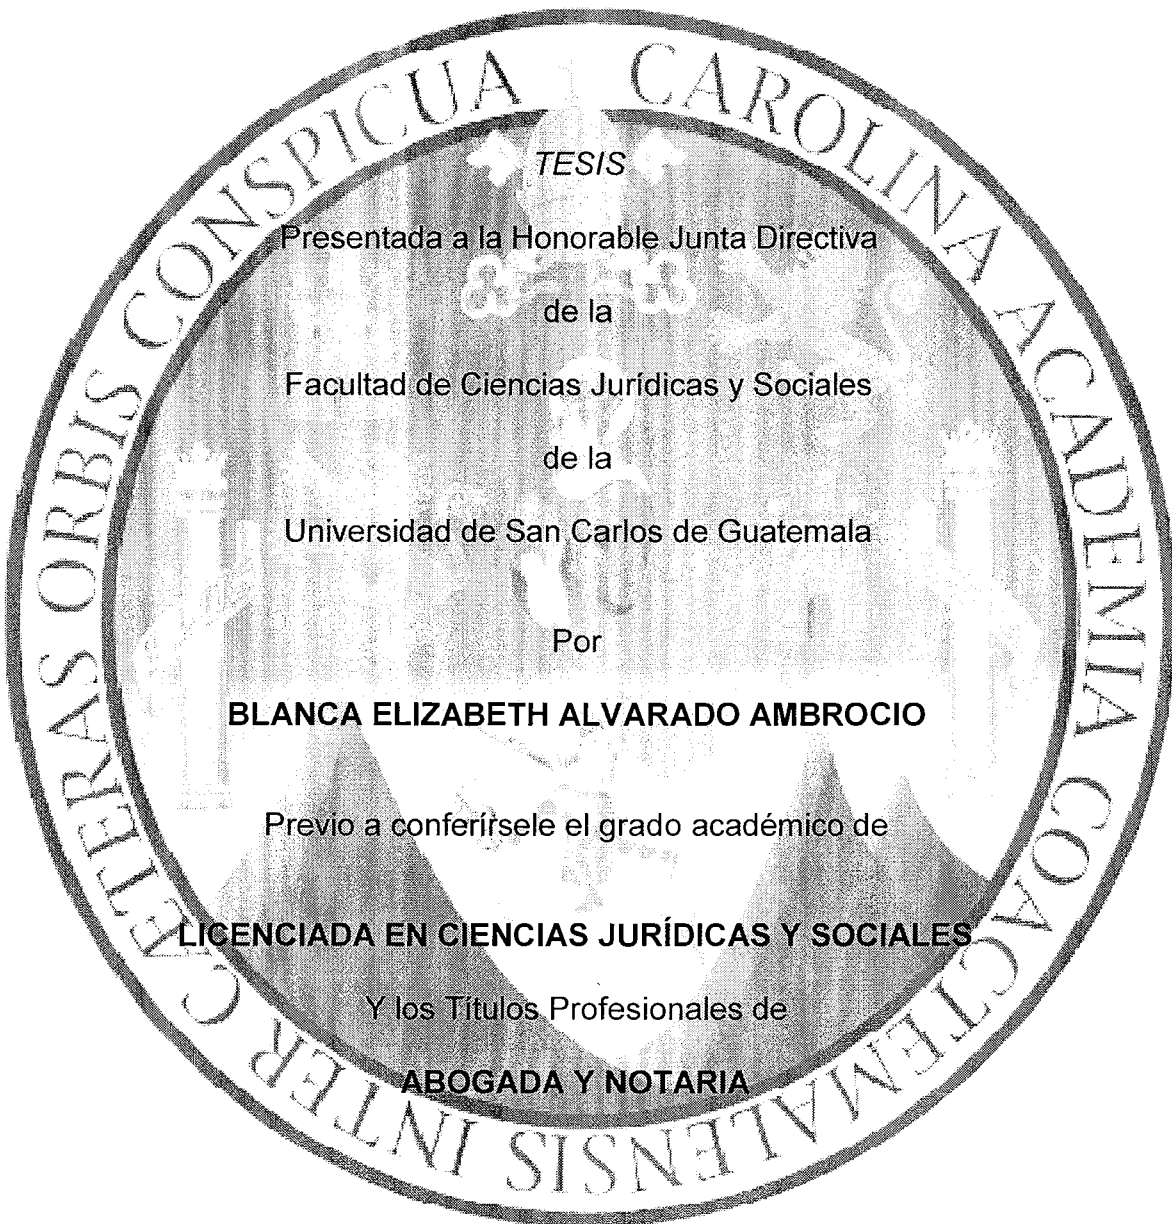 CAROLINA ACADEMIA COACTEMALENSIS INTER CAETERAS ORBIS CONSPICUA
TESIS
Presentada a la Honorable Junta Directiva
de la
Facultad de Ciencias Jurídicas y Sociales
de la
Universidad de San Carlos de Guatemala
Por
BLANCA ELIZABETH ALVARADO AMBROCIO
Previo a conferírsele el grado académico de
LICENCIADA EN CIENCIAS JURÍDICAS Y SOCIALES
Y los Títulos Profesionales de
ABOGADA Y NOTARIA